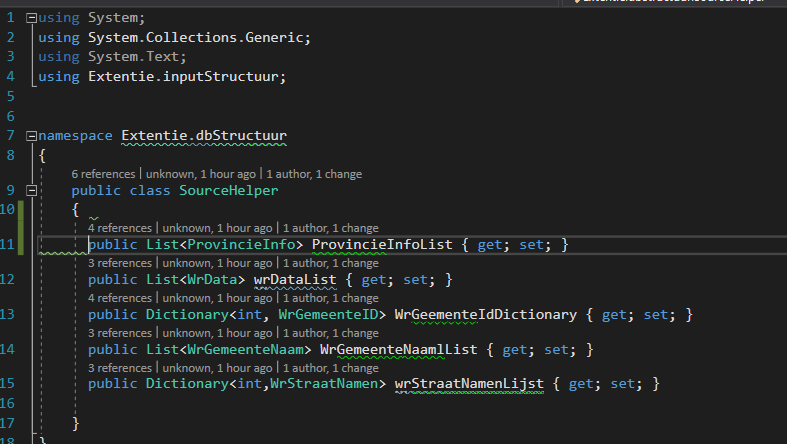 1 using System;
2 using System.Collections.Generic;
3 using System.Text;
4 using Extentie.inputStructuur;
5
6
7 namespace Extentie.dbStructuur
8 {
6 references | unknown, 1 hour ago | 1 author, 1 change
9 public class SourceHelper
10 {
4 references | unknown, 1 hour ago | 1 author, 1 change
11 public List<ProvincieInfo> ProvincieInfoList { get; set; }
3 references | unknown, 1 hour ago | 1 author, 1 change
12 public List<WrData> wrDataList { get; set; }
4 references | unknown, 1 hour ago | 1 author, 1 change
13 public Dictionary<int, WrGemeenteID> WrGeementeIdDictionary { get; set; }
3 references | unknown, 1 hour ago | 1 author, 1 change
14 public List<WrGemeenteNaam> WrGemeenteNaamlList { get; set; }
3 references | unknown, 1 hour ago | 1 author, 1 change
15 public Dictionary<int,WrStraatNamen> wrStraatNamenLijst { get; set; }
16
17 }
18 }